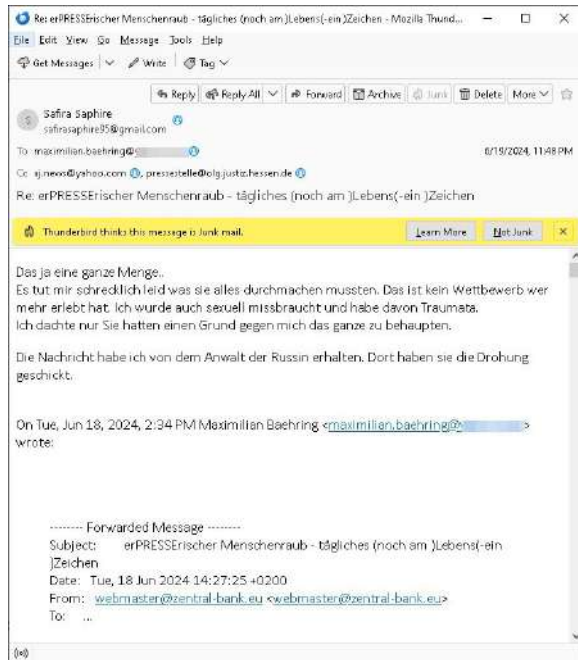 Re: erPRESSErischer Menschenraub - tägliches (noch am )Lebens(-ein )Zeichen - Mozilla Thund...
File Edit View Go Message Tools Help
Get Messages Write Tag
Reply Reply All Forward Archive Junk Delete More
S Safira Saphire
safirasaphire95@gmail.com
To maximilian.baehring@ 6/19/2024, 11:48 PM
Cc sj.news@yahoo.com, pressestelle@olg.justiz.hessen.de
Re: erPRESSErischer Menschenraub - tägliches (noch am )Lebens(-ein )Zeichen
Thunderbird thinks this message is Junk mail. Learn More Not Junk
Das ja eine ganze Menge..
Es tut mir schrecklich leid was sie alles durchmachen mussten. Das ist kein Wettbewerb wer
mehr erlebt hat. Ich wurde auch sexuell missbraucht und habe davon Traumata.
Ich dachte nur Sie hatten einen Grund gegen mich das ganze zu behaupten.
Die Nachricht habe ich von dem Anwalt der Russin erhalten. Dort haben sie die Drohung
geschickt.
On Tue, Jun 18, 2024, 2:34 PM Maximilian Baehring <maximilian.baehring@ >
wrote:
-------- Forwarded Message --------
Subject: erPRESSErischer Menschenraub - tägliches (noch am )Lebens(-ein
)Zeichen
Date: Tue, 18 Jun 2024 14:27:25 +0200
From: webmaster@zentral-bank.eu <webmaster@zentral-bank.eu>
To: ...